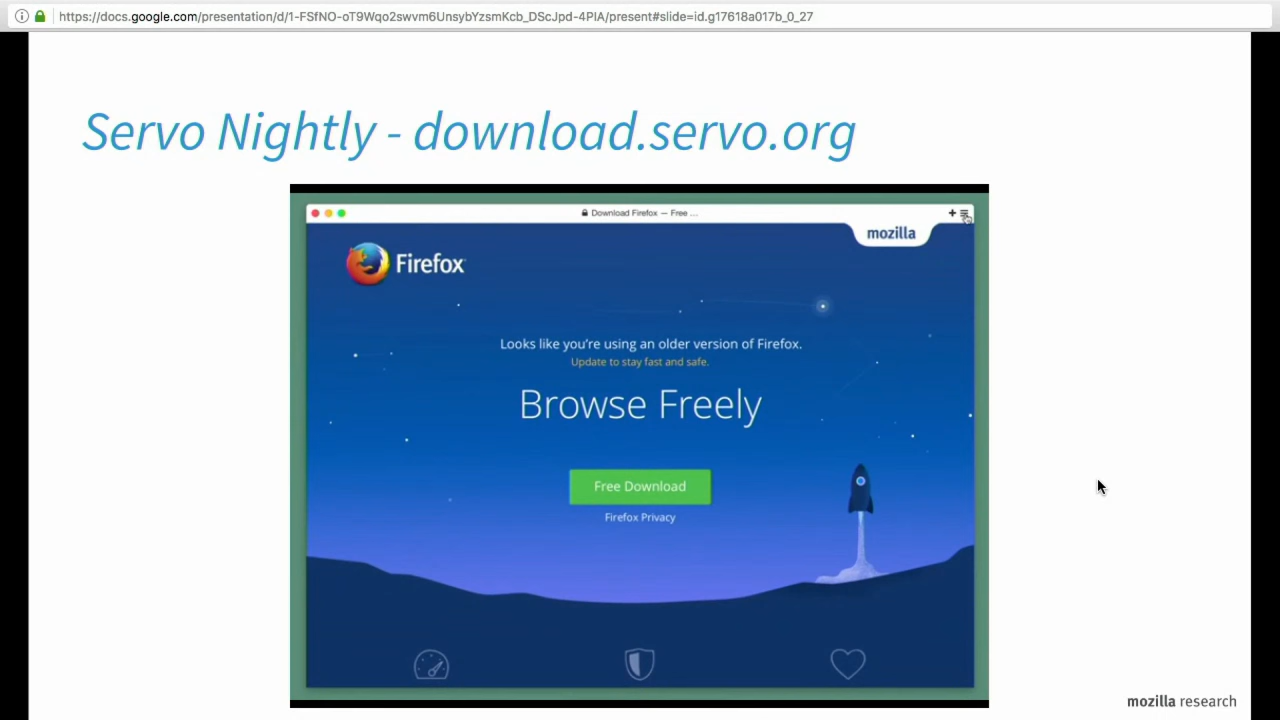 https://docs.google.com/presentation/d/1-FSfNO-oT9Wqo2swvm6UnsybYzsmKcb_DScJpd-4PlA/present#slide=id.g17618a017b_0_27
Servo Nightly - download.servo.org
Download Firefox — Free ...
mozilla
Firefox
Looks like you're using an older version of Firefox.
Update to stay fast and safe.
Browse Freely
Free Download
Firefox Privacy
mozilla research